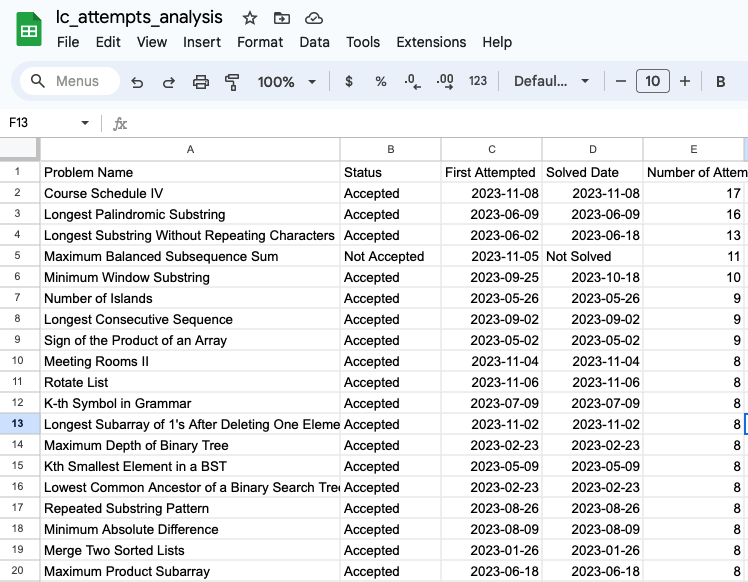 lc_attempts_analysis
File Edit View Insert Format Data Tools Extensions Help
Menus 100% $ % .0 .00 123 Defaul... − 10 + B
F13 fx
A B C D E
1 Problem Name Status First Attempted Solved Date Number of Attem
2 Course Schedule IV Accepted 2023-11-08 2023-11-08 17
3 Longest Palindromic Substring Accepted 2023-06-09 2023-06-09 16
4 Longest Substring Without Repeating Characters Accepted 2023-06-02 2023-06-18 13
5 Maximum Balanced Subsequence Sum Not Accepted 2023-11-05 Not Solved 11
6 Minimum Window Substring Accepted 2023-09-25 2023-10-18 10
7 Number of Islands Accepted 2023-05-26 2023-05-26 9
8 Longest Consecutive Sequence Accepted 2023-09-02 2023-09-02 9
9 Sign of the Product of an Array Accepted 2023-05-02 2023-05-02 9
10 Meeting Rooms II Accepted 2023-11-04 2023-11-04 8
11 Rotate List Accepted 2023-11-06 2023-11-06 8
12 K-th Symbol in Grammar Accepted 2023-07-09 2023-07-09 8
13 Longest Subarray of 1's After Deleting One Eleme Accepted 2023-11-02 2023-11-02 8
14 Maximum Depth of Binary Tree Accepted 2023-02-23 2023-02-23 8
15 Kth Smallest Element in a BST Accepted 2023-05-09 2023-05-09 8
16 Lowest Common Ancestor of a Binary Search Tre Accepted 2023-02-23 2023-02-23 8
17 Repeated Substring Pattern Accepted 2023-08-26 2023-08-26 8
18 Minimum Absolute Difference Accepted 2023-08-09 2023-08-09 8
19 Merge Two Sorted Lists Accepted 2023-01-26 2023-01-26 8
20 Maximum Product Subarray Accepted 2023-06-18 2023-06-18 8